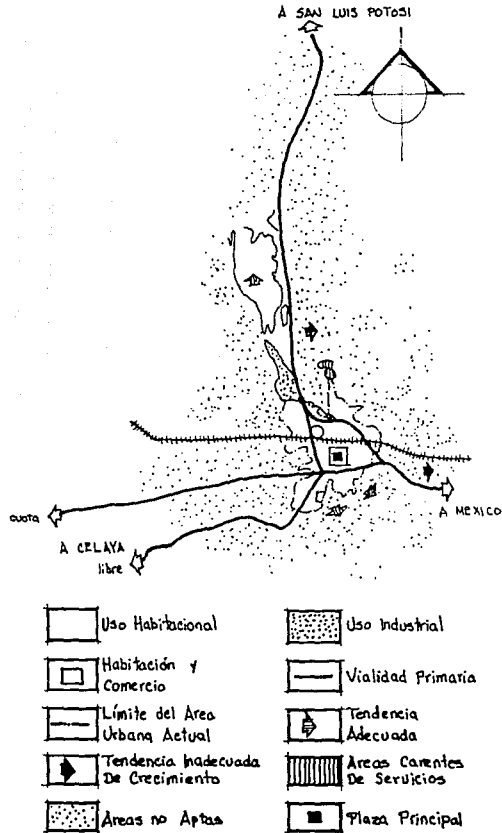 A SAN LUIS POTOSI
CUOTA
A CELAYA
libre
A MEXICO
Uso Habitacional
Uso Industrial
Habitación y
Comercio
Vialidad Primaria
Límite del Area
Urbana Actual
Tendencia
Adecuada
Tendencia Inadecuada
De Crecimiento
Areas Carentes
De Servicios
Areas no Aptas
Plaza Principal